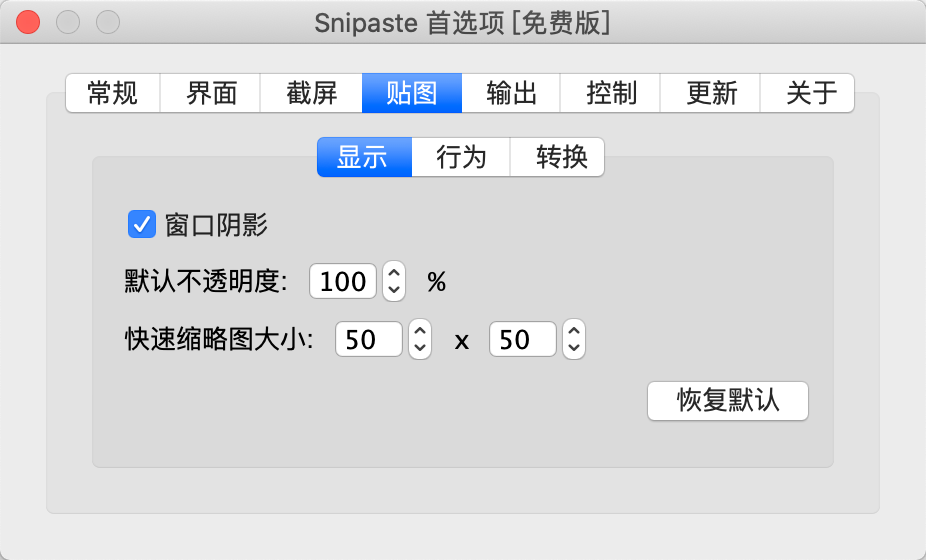 Snipaste 首选项 [免费版]
常规 界面 截屏 贴图 输出 控制 更新 关于
显示 行为 转换
窗口阴影
默认不透明度: 100 %
快速缩略图大小: 50 x 50
恢复默认